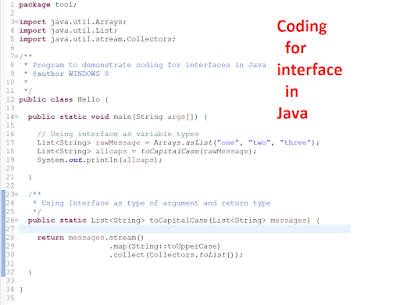 1 package tool;
2
3 import java.util.Arrays;
4 import java.util.List;
5 import java.util.stream.Collectors;
6
7 /**
8  * Program to demonstrate coding for interfaces in Java
9  * @author WINDOWS 8
10  *
11  */
12 public class Hello {
13
14   public static void main(String args[]) {
15
16     // Using interface as variable types
17     List<String> rawMessage = Arrays.asList("one", "two", "three");
18     List<String> allcaps = toCapitalCase(rawMessage);
19     System.out.println(allcaps);
20
21   }
22
23   /**
24    * Using Interface as type of argument and return type
25    */
26   public static List<String> toCapitalCase(List<String> messages) {
27
28     return messages.stream()
29                    .map(String::toUpperCase)
30                    .collect(Collectors.toList());
31
32   }
33
34 }
35
Coding
for
interface
in
Java